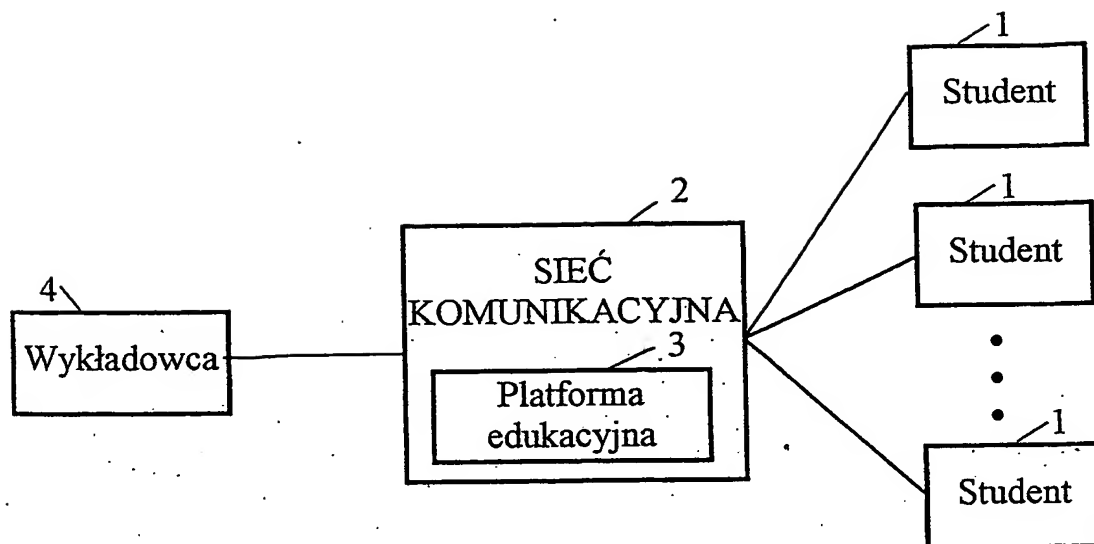 1
Student
1
Student
2
SIEĆ
KOMUNIKACYJNA
4
Wykładowca
3
Platforma
edukacyjna
1
Student